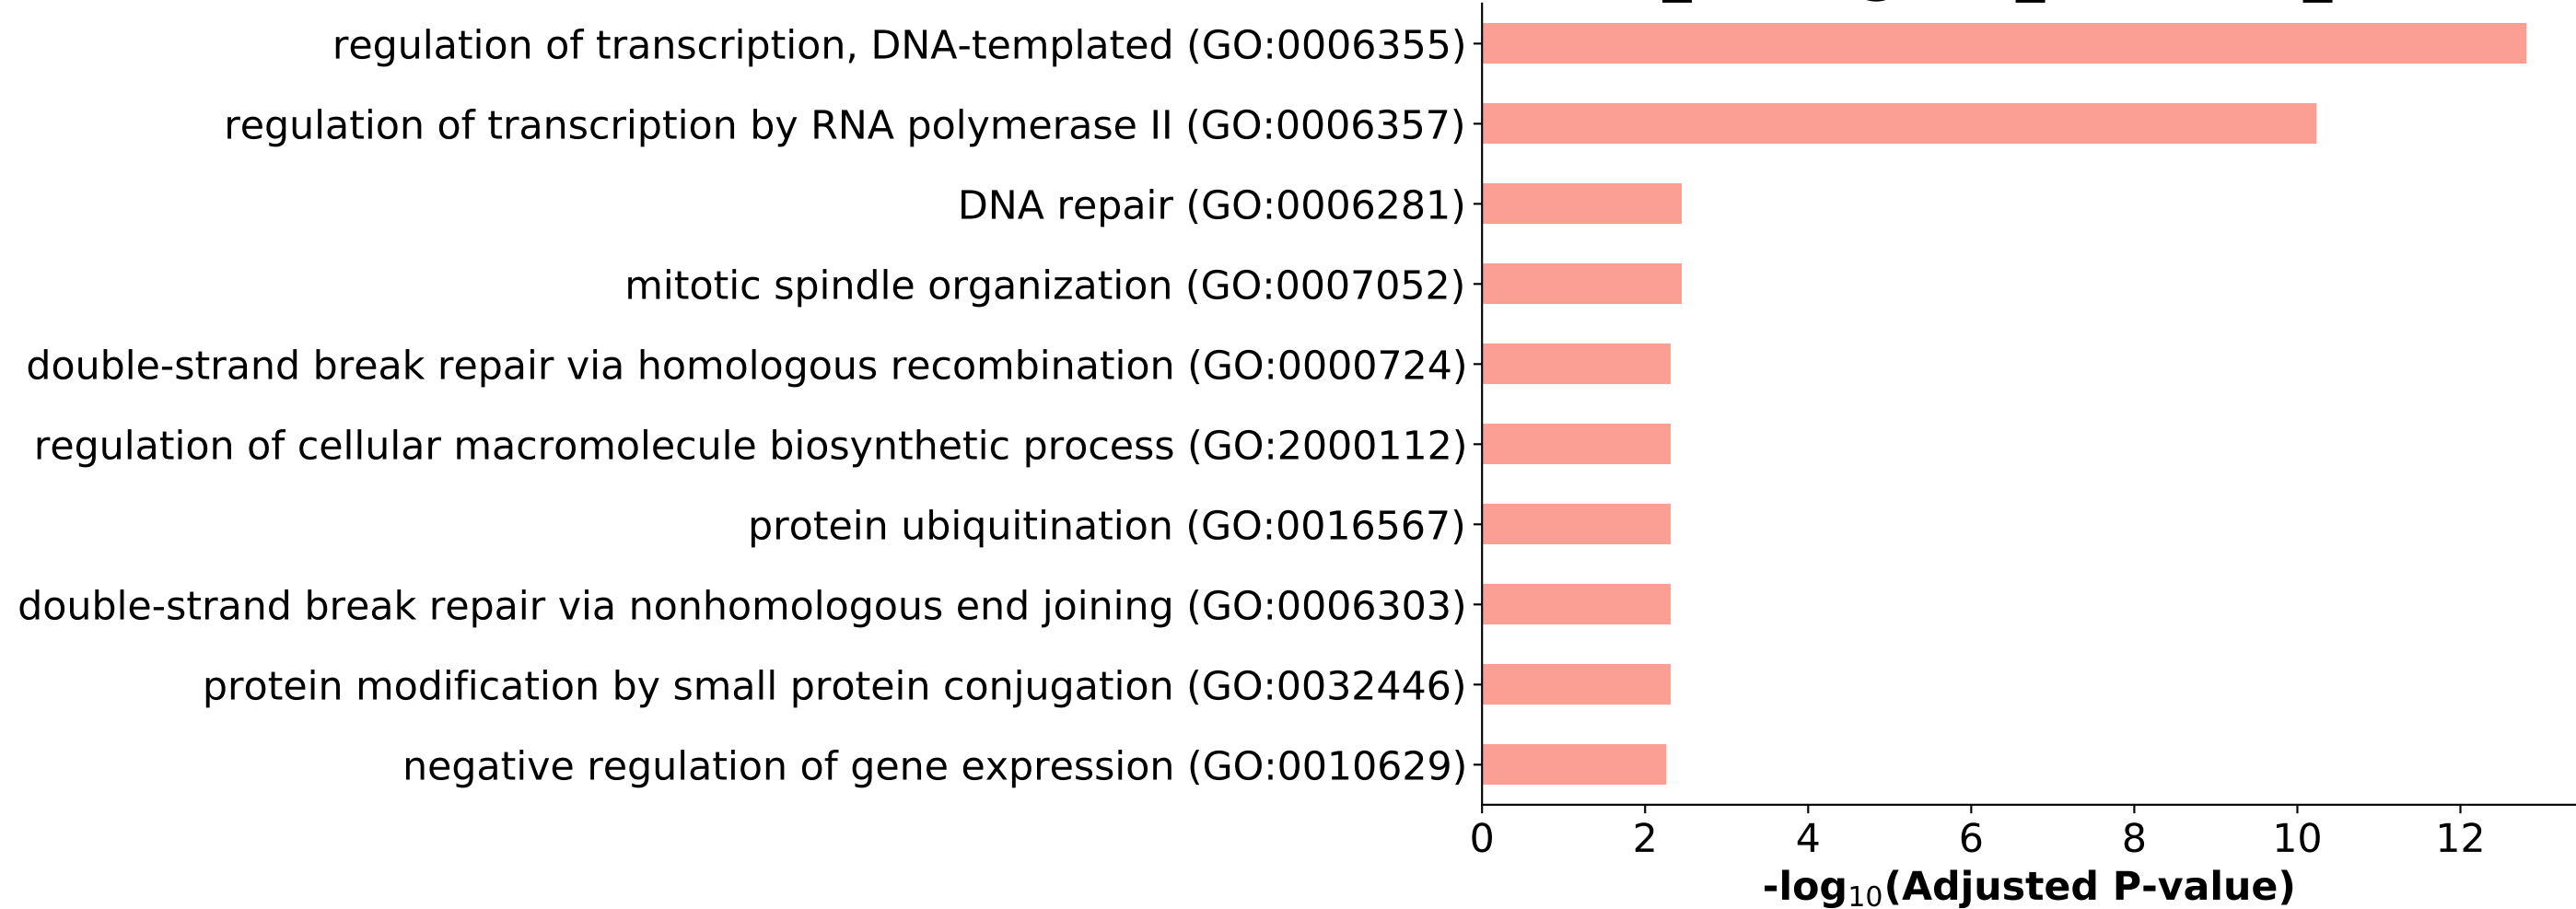 regulation of transcription, DNA-templated (GO:0006355)
regulation of transcription by RNA polymerase II (GO:0006357)
DNA repair (GO:0006281)
mitotic spindle organization (GO:0007052)
double-strand break repair via homologous recombination (GO:0000724)
regulation of cellular macromolecule biosynthetic process (GO:2000112)
protein ubiquitination (GO:0016567)
double-strand break repair via nonhomologous end joining (GO:0006303)
protein modification by small protein conjugation (GO:0032446)
negative regulation of gene expression (GO:0010629)
0 2 4 6 8 10 12
-log₁₀(Adjusted P-value)